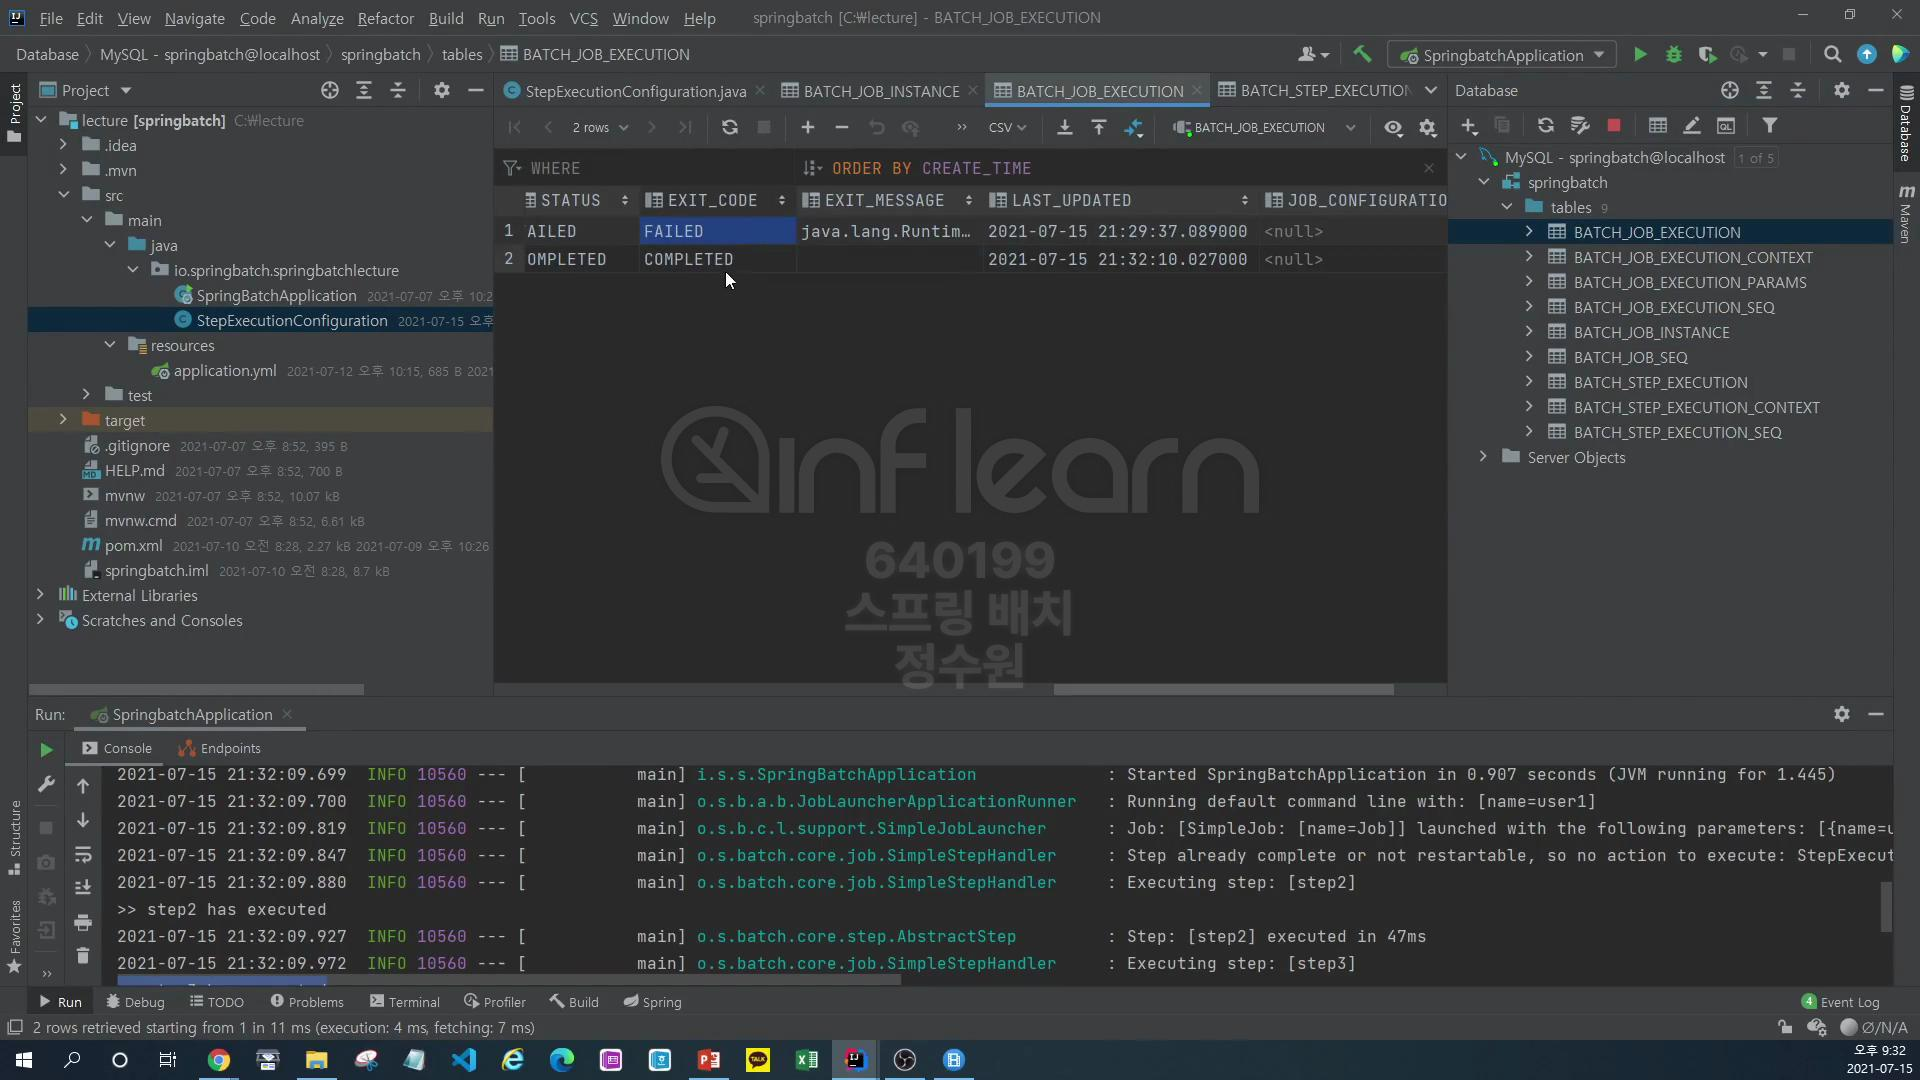 File Edit View Navigate Code Analyze Refactor Build Run Tools VCS Window Help springbatch [C:₩lecture] - BATCH_JOB_EXECUTION
Database MySQL - springbatch@localhost springbatch tables BATCH_JOB_EXECUTION SpringbatchApplication
Project
StepExecutionConfiguration.java BATCH_JOB_INSTANCE BATCH_JOB_EXECUTION BATCH_STEP_EXECUTION
Database
2 rows CSV BATCH_JOB_EXECUTION
WHERE ORDER BY CREATE_TIME
STATUS EXIT_CODE EXIT_MESSAGE LAST_UPDATED JOB_CONFIGURATIO
1 AILED FAILED java.lang.Runtim… 2021-07-15 21:29:37.089000 <null>
2 OMPLETED COMPLETED 2021-07-15 21:32:10.027000 <null>
lecture [springbatch] C:₩lecture
.idea
.mvn
src
main
java
io.springbatch.springbatchlecture
SpringBatchApplication 2021-07-07 오후 10:2
StepExecutionConfiguration 2021-07-15 오후
resources
application.yml 2021-07-12 오후 10:15, 685 B 2021
test
target
.gitignore 2021-07-07 오후 8:52, 395 B
HELP.md 2021-07-07 오후 8:52, 700 B
mvnw 2021-07-07 오후 8:52, 10.07 kB
mvnw.cmd 2021-07-07 오후 8:52, 6.61 kB
pom.xml 2021-07-10 오전 8:28, 2.27 kB 2021-07-09 오후 10:26
springbatch.iml 2021-07-10 오전 8:28, 8.7 kB
External Libraries
Scratches and Consoles
inflearn
640199
스프링 배치
정수원
MySQL - springbatch@localhost 1 of 5
springbatch
tables 9
BATCH_JOB_EXECUTION
BATCH_JOB_EXECUTION_CONTEXT
BATCH_JOB_EXECUTION_PARAMS
BATCH_JOB_EXECUTION_SEQ
BATCH_JOB_INSTANCE
BATCH_JOB_SEQ
BATCH_STEP_EXECUTION
BATCH_STEP_EXECUTION_CONTEXT
BATCH_STEP_EXECUTION_SEQ
Server Objects
Project
Database
Maven
Structure
Favorites
Run: SpringbatchApplication
Console Endpoints
2021-07-15 21:32:09.699 INFO 10560 --- [ main] i.s.s.SpringBatchApplication : Started SpringBatchApplication in 0.907 seconds (JVM running for 1.445)
2021-07-15 21:32:09.700 INFO 10560 --- [ main] o.s.b.a.b.JobLauncherApplicationRunner : Running default command line with: [name=user1]
2021-07-15 21:32:09.819 INFO 10560 --- [ main] o.s.b.c.l.support.SimpleJobLauncher : Job: [SimpleJob: [name=Job]] launched with the following parameters: [{name=u
2021-07-15 21:32:09.847 INFO 10560 --- [ main] o.s.batch.core.job.SimpleStepHandler : Step already complete or not restartable, so no action to execute: StepExecut
2021-07-15 21:32:09.880 INFO 10560 --- [ main] o.s.batch.core.job.SimpleStepHandler : Executing step: [step2]
>> step2 has executed
2021-07-15 21:32:09.927 INFO 10560 --- [ main] o.s.batch.core.step.AbstractStep : Step: [step2] executed in 47ms
2021-07-15 21:32:09.972 INFO 10560 --- [ main] o.s.batch.core.job.SimpleStepHandler : Executing step: [step3]
Run Debug TODO Problems Terminal Profiler Build Spring 4 Event Log
2 rows retrieved starting from 1 in 11 ms (execution: 4 ms, fetching: 7 ms) Ø/N/A
오후 9:32
2021-07-15